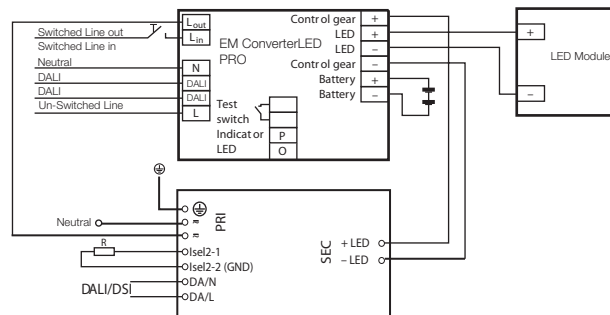 Switched Line out
Switched Line in
Neutral
DALI
DALI
Un-Switched Line
Lout
Lin
N
DALI
DALI
L
EM ConverterLED
PRO
Test
switch
Indicator
LED
P
O
Control gear +
LED +
LED −
Control gear −
Battery +
Battery −
+
−
LED Module
Neutral
R
DALI/DSI
=
=
PRI
Isel2-1
Isel2-2 (GND)
DA/N
DA/L
SEC
+ LED
− LED